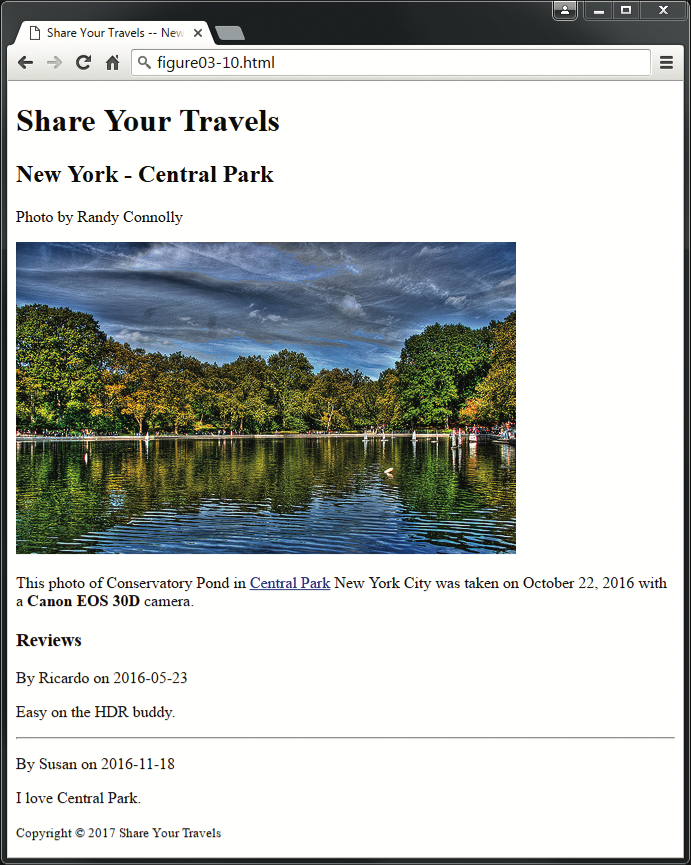 Share Your Travels -- New
figure03-10.html
Share Your Travels
New York - Central Park
Photo by Randy Connolly
This photo of Conservatory Pond in Central Park New York City was taken on October 22, 2016 with
a Canon EOS 30D camera.
Reviews
By Ricardo on 2016-05-23
Easy on the HDR buddy.
By Susan on 2016-11-18
I love Central Park.
Copyright © 2017 Share Your Travels